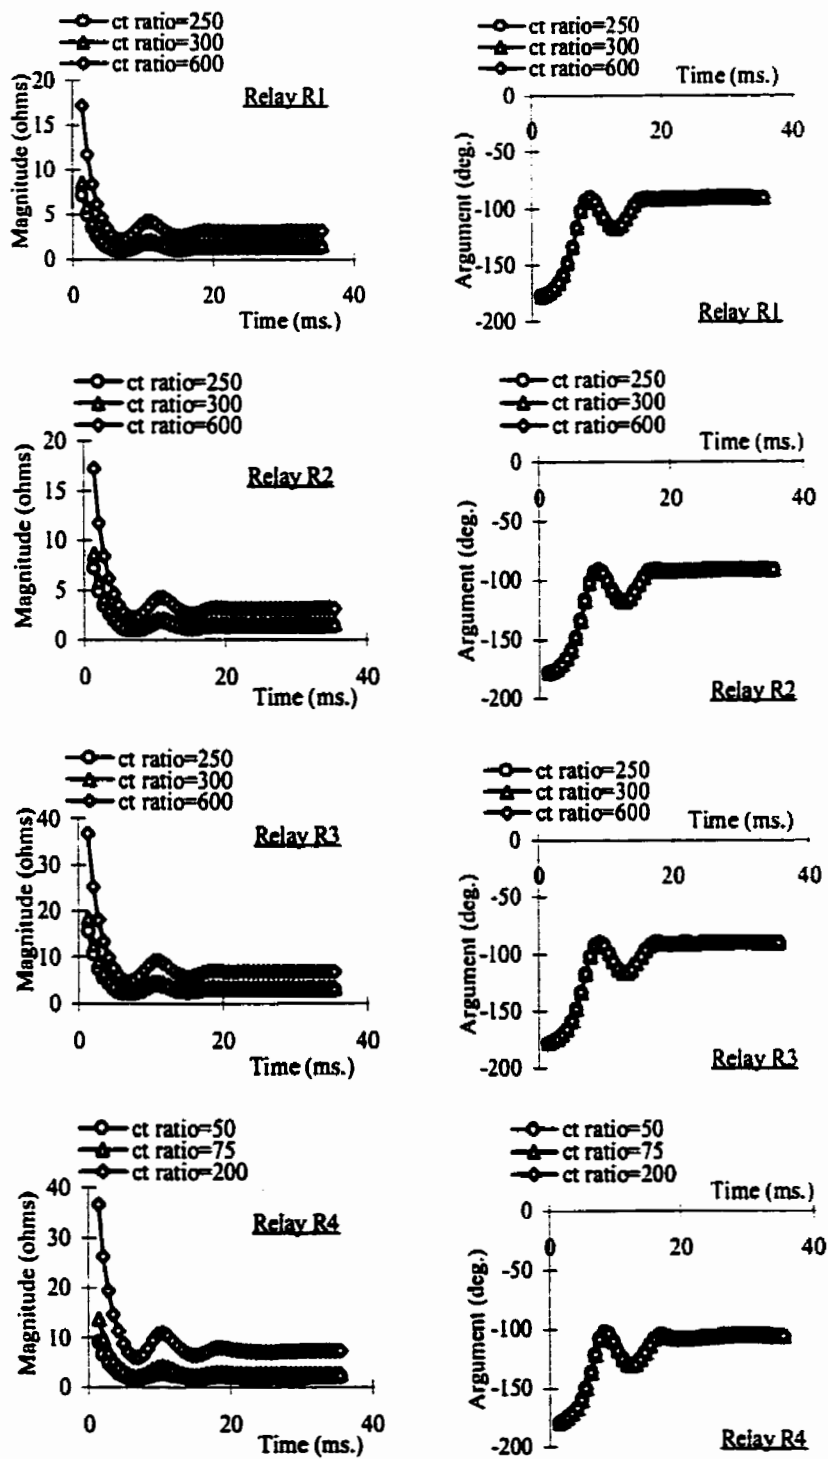 ct ratio=250
ct ratio=300
ct ratio=600
Relay R1
Magnitude (ohms)
20
15
10
5
0
0 20 40
Time (ms.)
ct ratio=250
ct ratio=300
ct ratio=600
Time (ms.)
Argument (deg.)
0
-50
-100
-150
-200
0 20 40
Relay R1
ct ratio=250
ct ratio=300
ct ratio=600
Relay R2
Magnitude (ohms)
20
15
10
5
0
0 20 40
Time (ms.)
ct ratio=250
ct ratio=300
ct ratio=600
Time (ms.)
Argument (deg.)
0
-50
-100
-150
-200
0 20 40
Relay R2
ct ratio=250
ct ratio=300
ct ratio=600
Relay R3
Magnitude (ohms)
40
30
20
10
0
0 20 40
Time (ms.)
ct ratio=250
ct ratio=300
ct ratio=600
Time (ms.)
Argument (deg.)
0
-50
-100
-150
-200
0 20 40
Relay R3
ct ratio=50
ct ratio=75
ct ratio=200
Relay R4
Magnitude (ohms)
40
30
20
10
0
0 20 40
Time (ms.)
ct ratio=50
ct ratio=75
ct ratio=200
Time (ms.)
Argument (deg.)
0
-50
-100
-150
-200
0 20 40
Relay R4